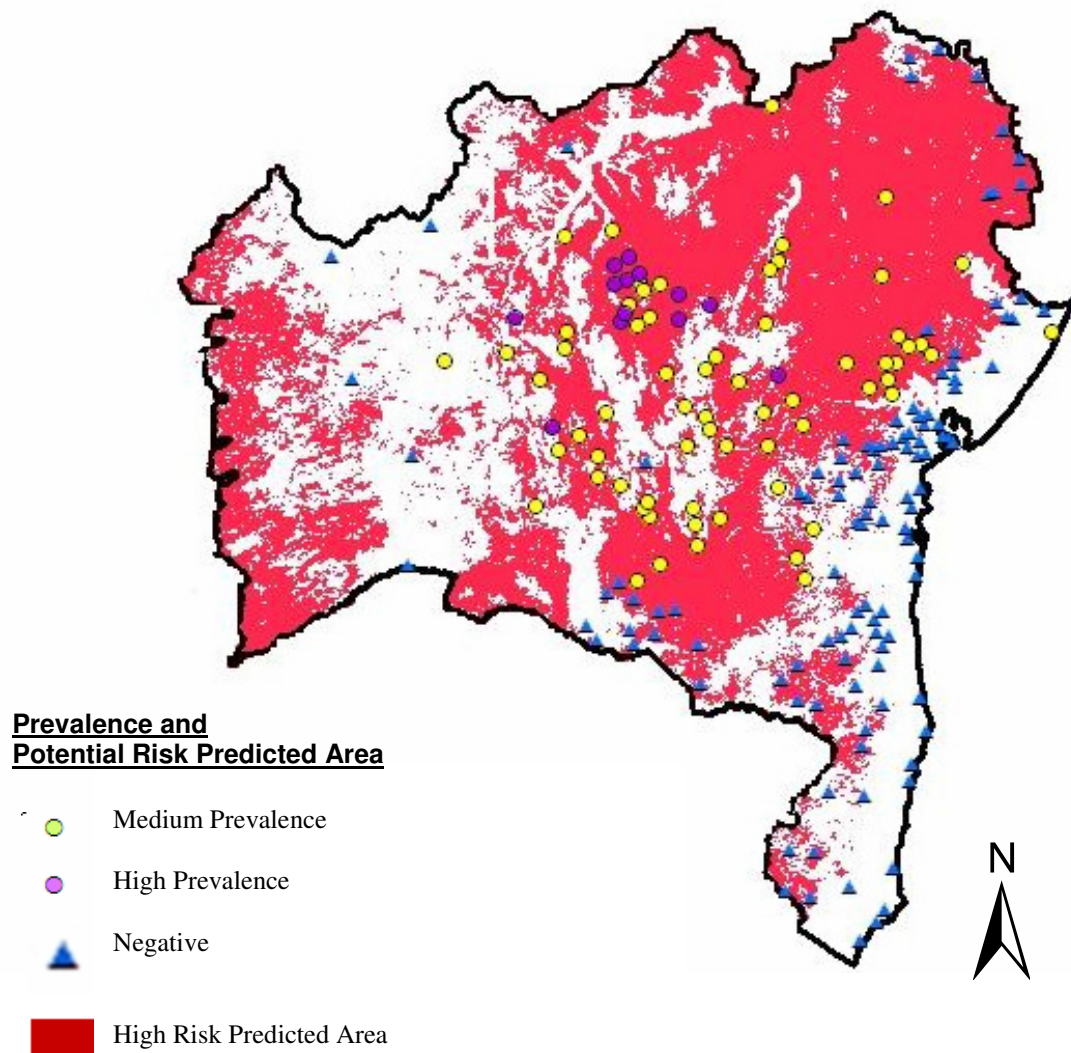 Prevalence and
Potential Risk Predicted Area
Medium Prevalence
High Prevalence
Negative
High Risk Predicted Area
N